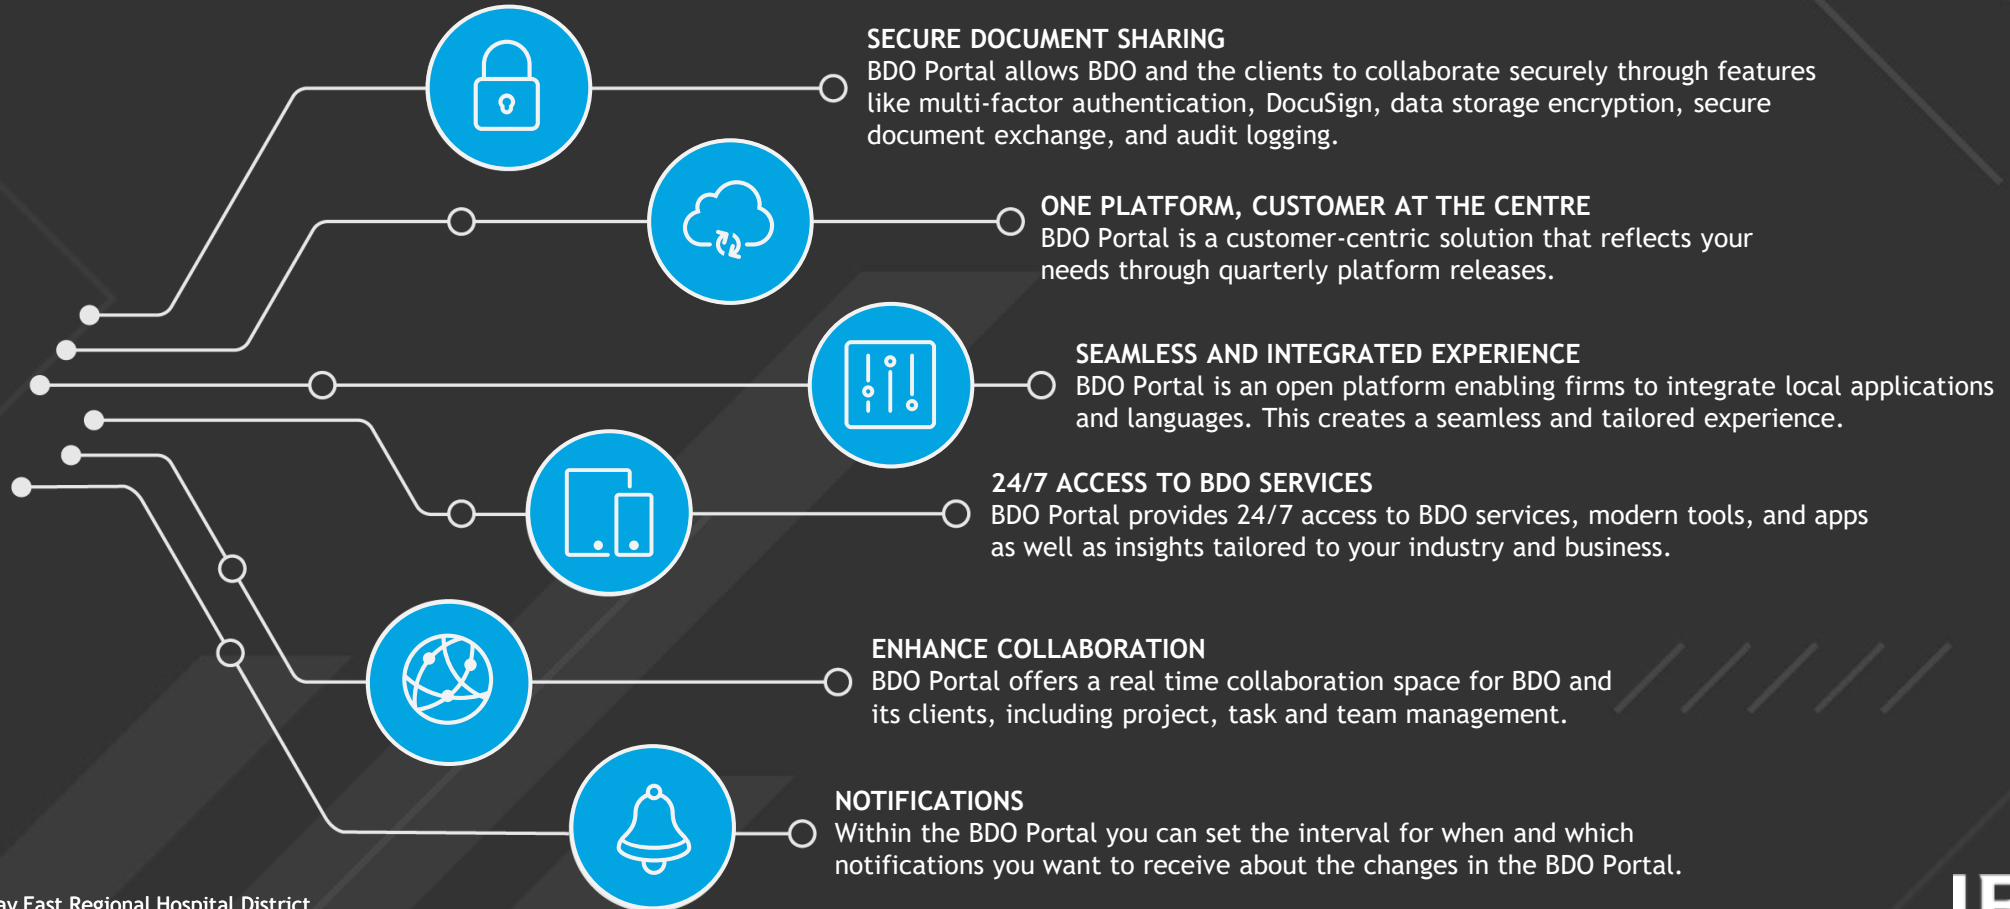 SECURE DOCUMENT SHARING
BDO Portal allows BDO and the clients to collaborate securely through features
like multi-factor authentication, DocuSign, data storage encryption, secure
document exchange, and audit logging.
ONE PLATFORM, CUSTOMER AT THE CENTRE
BDO Portal is a customer-centric solution that reflects your
needs through quarterly platform releases.
SEAMLESS AND INTEGRATED EXPERIENCE
BDO Portal is an open platform enabling firms to integrate local applications
and languages. This creates a seamless and tailored experience.
24/7 ACCESS TO BDO SERVICES
BDO Portal provides 24/7 access to BDO services, modern tools, and apps
as well as insights tailored to your industry and business.
ENHANCE COLLABORATION
BDO Portal offers a real time collaboration space for BDO and
its clients, including project, task and team management.
NOTIFICATIONS
Within the BDO Portal you can set the interval for when and which
notifications you want to receive about the changes in the BDO Portal.
East Regional Hospital District